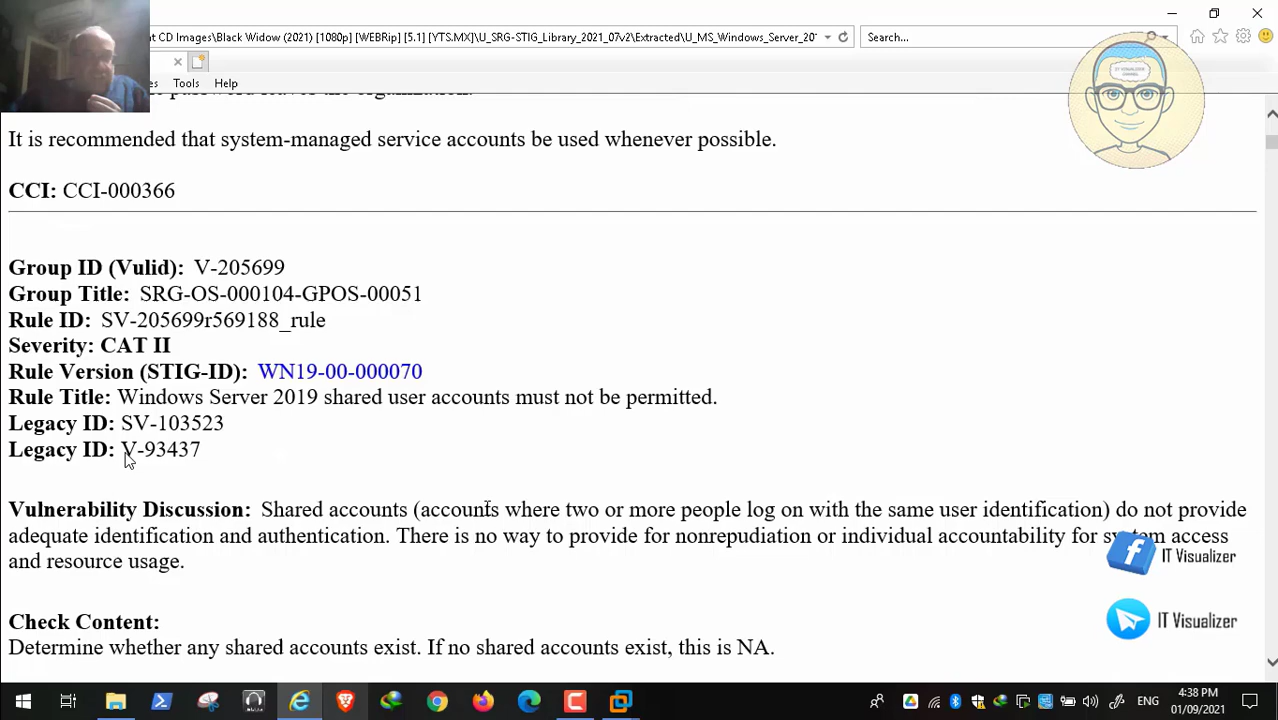 nt CD Images\Black Widow (2021) [1080p] [WEBRip] [5.1] [YTS.MX]\U_SRG-STIG_Library_2021_07v2\Extracted\U_MS_Windows_Server_201
Search...
Tools Help
It is recommended that system-managed service accounts be used whenever possible.
CCI: CCI-000366
Group ID (Vulid): V-205699
Group Title: SRG-OS-000104-GPOS-00051
Rule ID: SV-205699r569188_rule
Severity: CAT II
Rule Version (STIG-ID): WN19-00-000070
Rule Title: Windows Server 2019 shared user accounts must not be permitted.
Legacy ID: SV-103523
Legacy ID: V-93437
Vulnerability Discussion: Shared accounts (accounts where two or more people log on with the same user identification) do not provide
adequate identification and authentication. There is no way to provide for nonrepudiation or individual accountability for system access
and resource usage.
IT Visualizer
Check Content:
IT Visualizer
Determine whether any shared accounts exist. If no shared accounts exist, this is NA.
ENG
4:38 PM
01/09/2021